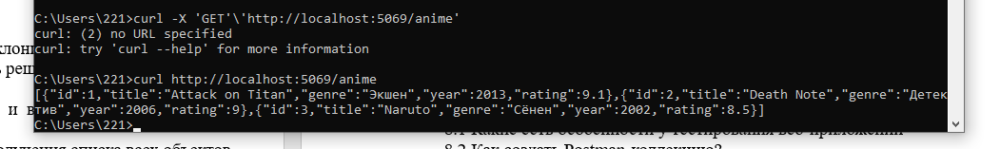 C:\Users\221>curl -X 'GET'\'http://localhost:5069/anime'
curl: (2) no URL specified
curl: try 'curl --help' for more information
C:\Users\221>curl http://localhost:5069/anime
[{"id":1,"title":"Attack on Titan","genre":"Экшен","year":2013,"rating":9.1},{"id":2,"title":"Death Note","genre":"Детек
тив","year":2006,"rating":9},{"id":3,"title":"Naruto","genre":"Сёнен","year":2002,"rating":8.5}]
C:\Users\221>